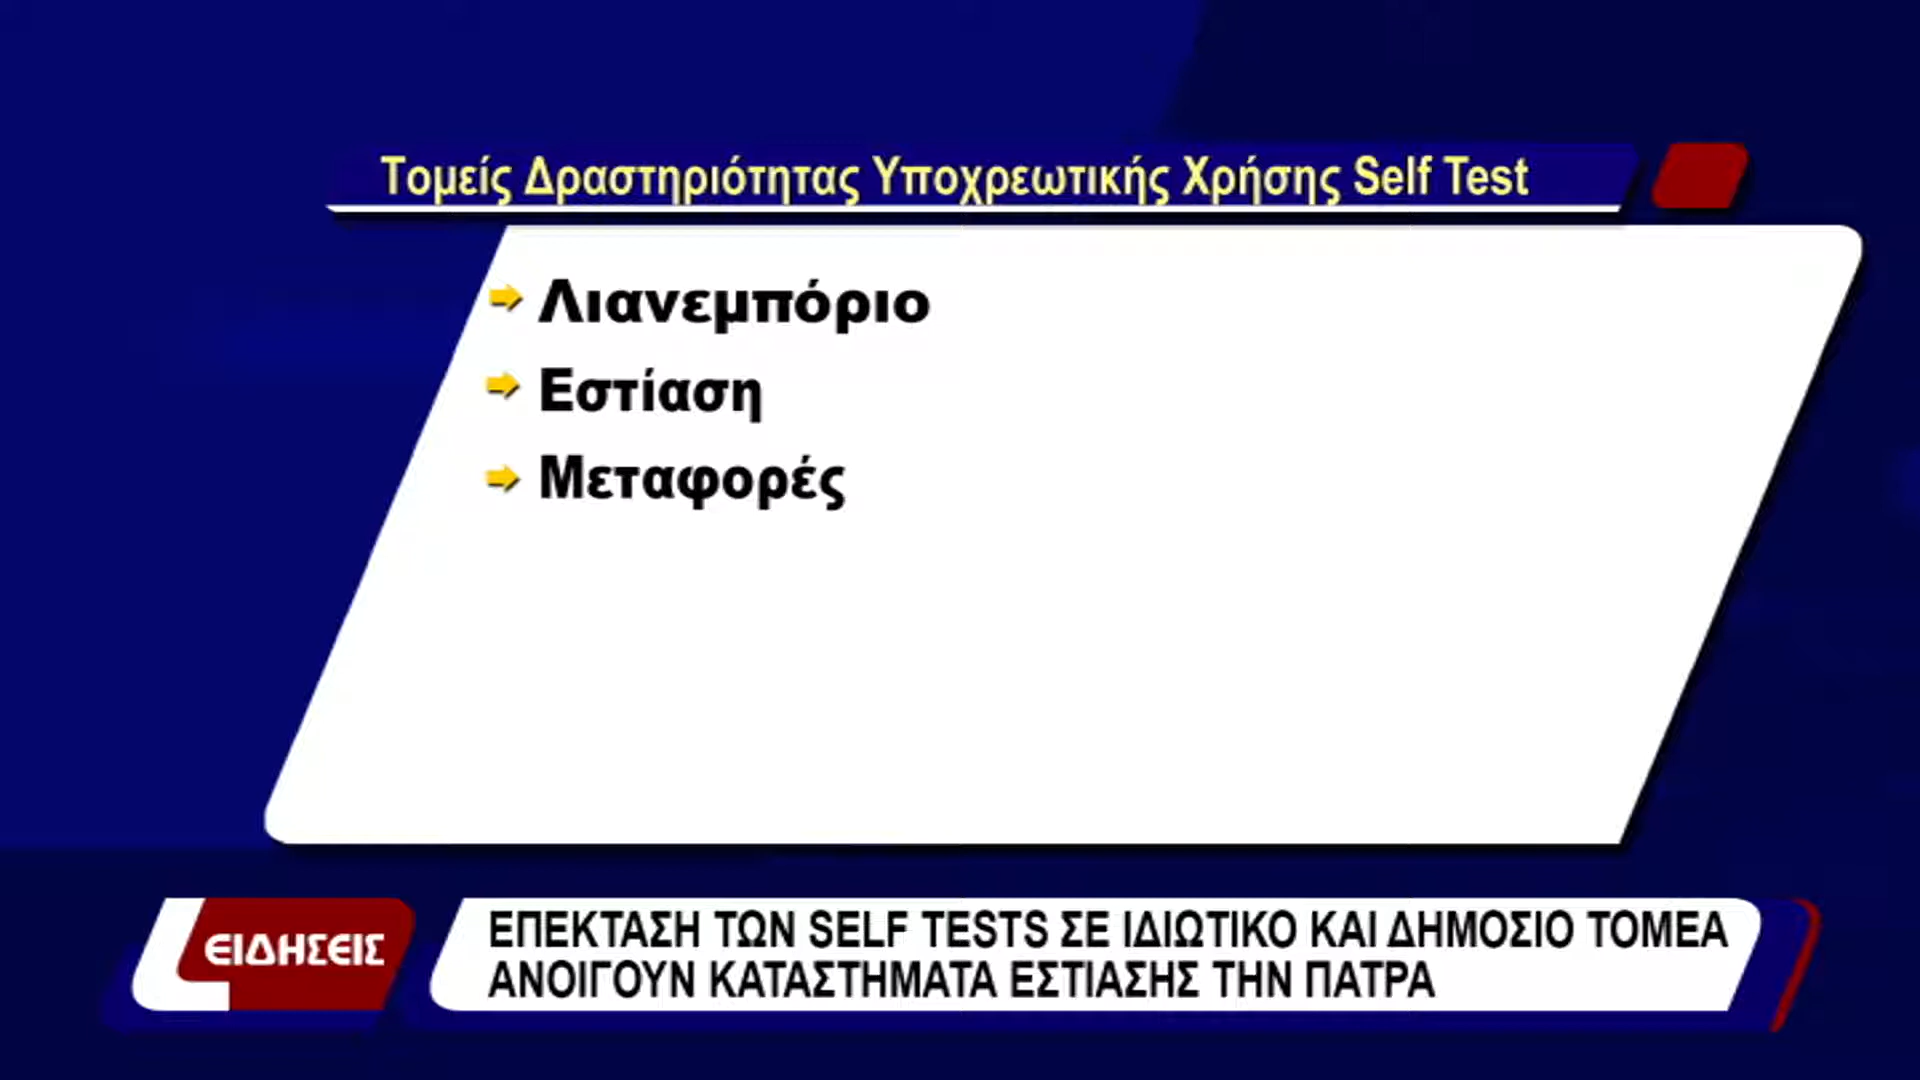 Τομείς Δραστηριότητας Υποχρεωτικής Χρήσης Self Test
Λιανεμπόριο
Εστίαση
Μεταφορές
ΕΙΔΗΣΕΙΣ
ΕΠΕΚΤΑΣΗ ΤΩΝ SELF TESTS ΣΕ ΙΔΙΩΤΙΚΟ ΚΑΙ ΔΗΜΟΣΙΟ ΤΟΜΕΑ
ΑΝΟΙΓΟΥΝ ΚΑΤΑΣΤΗΜΑΤΑ ΕΣΤΙΑΣΗΣ ΤΗΝ ΠΑΤΡΑ